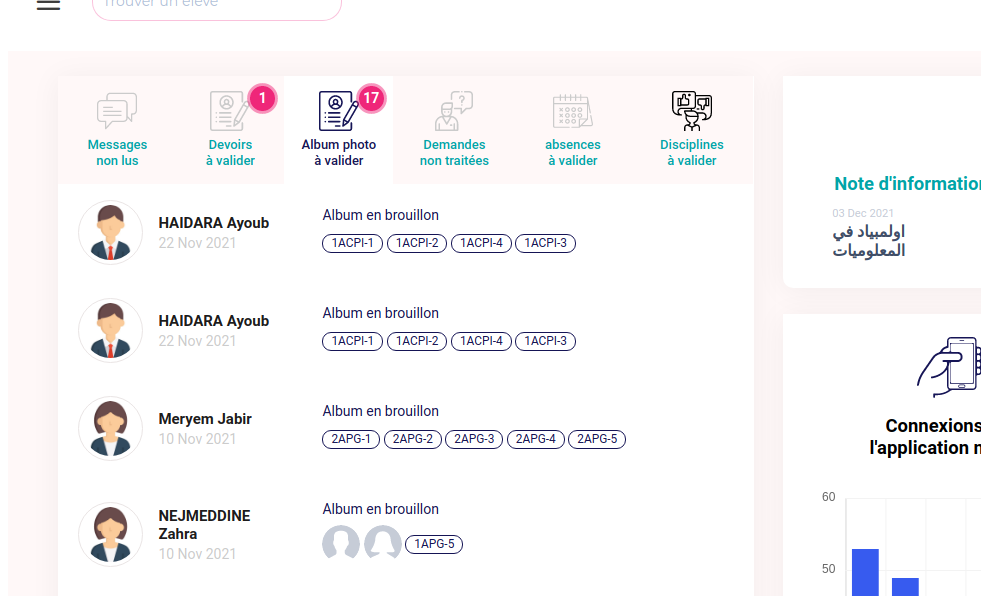 Trouver un élève
1
17
Messages
non lus
Devoirs
à valider
Album photo
à valider
Demandes
non traitées
absences
à valider
Disciplines
à valider
HAIDARA Ayoub
22 Nov 2021
Album en brouillon
1ACPI-1 1ACPI-2 1ACPI-4 1ACPI-3
HAIDARA Ayoub
22 Nov 2021
Album en brouillon
1ACPI-1 1ACPI-2 1ACPI-4 1ACPI-3
Meryem Jabir
10 Nov 2021
Album en brouillon
2APG-1 2APG-2 2APG-3 2APG-4 2APG-5
NEJMEDDINE
Zahra
10 Nov 2021
Album en brouillon
1APG-5
Note d'information
03 Dec 2021
اولمبياد في
المعلوميات
Connexions
l'application
60
50